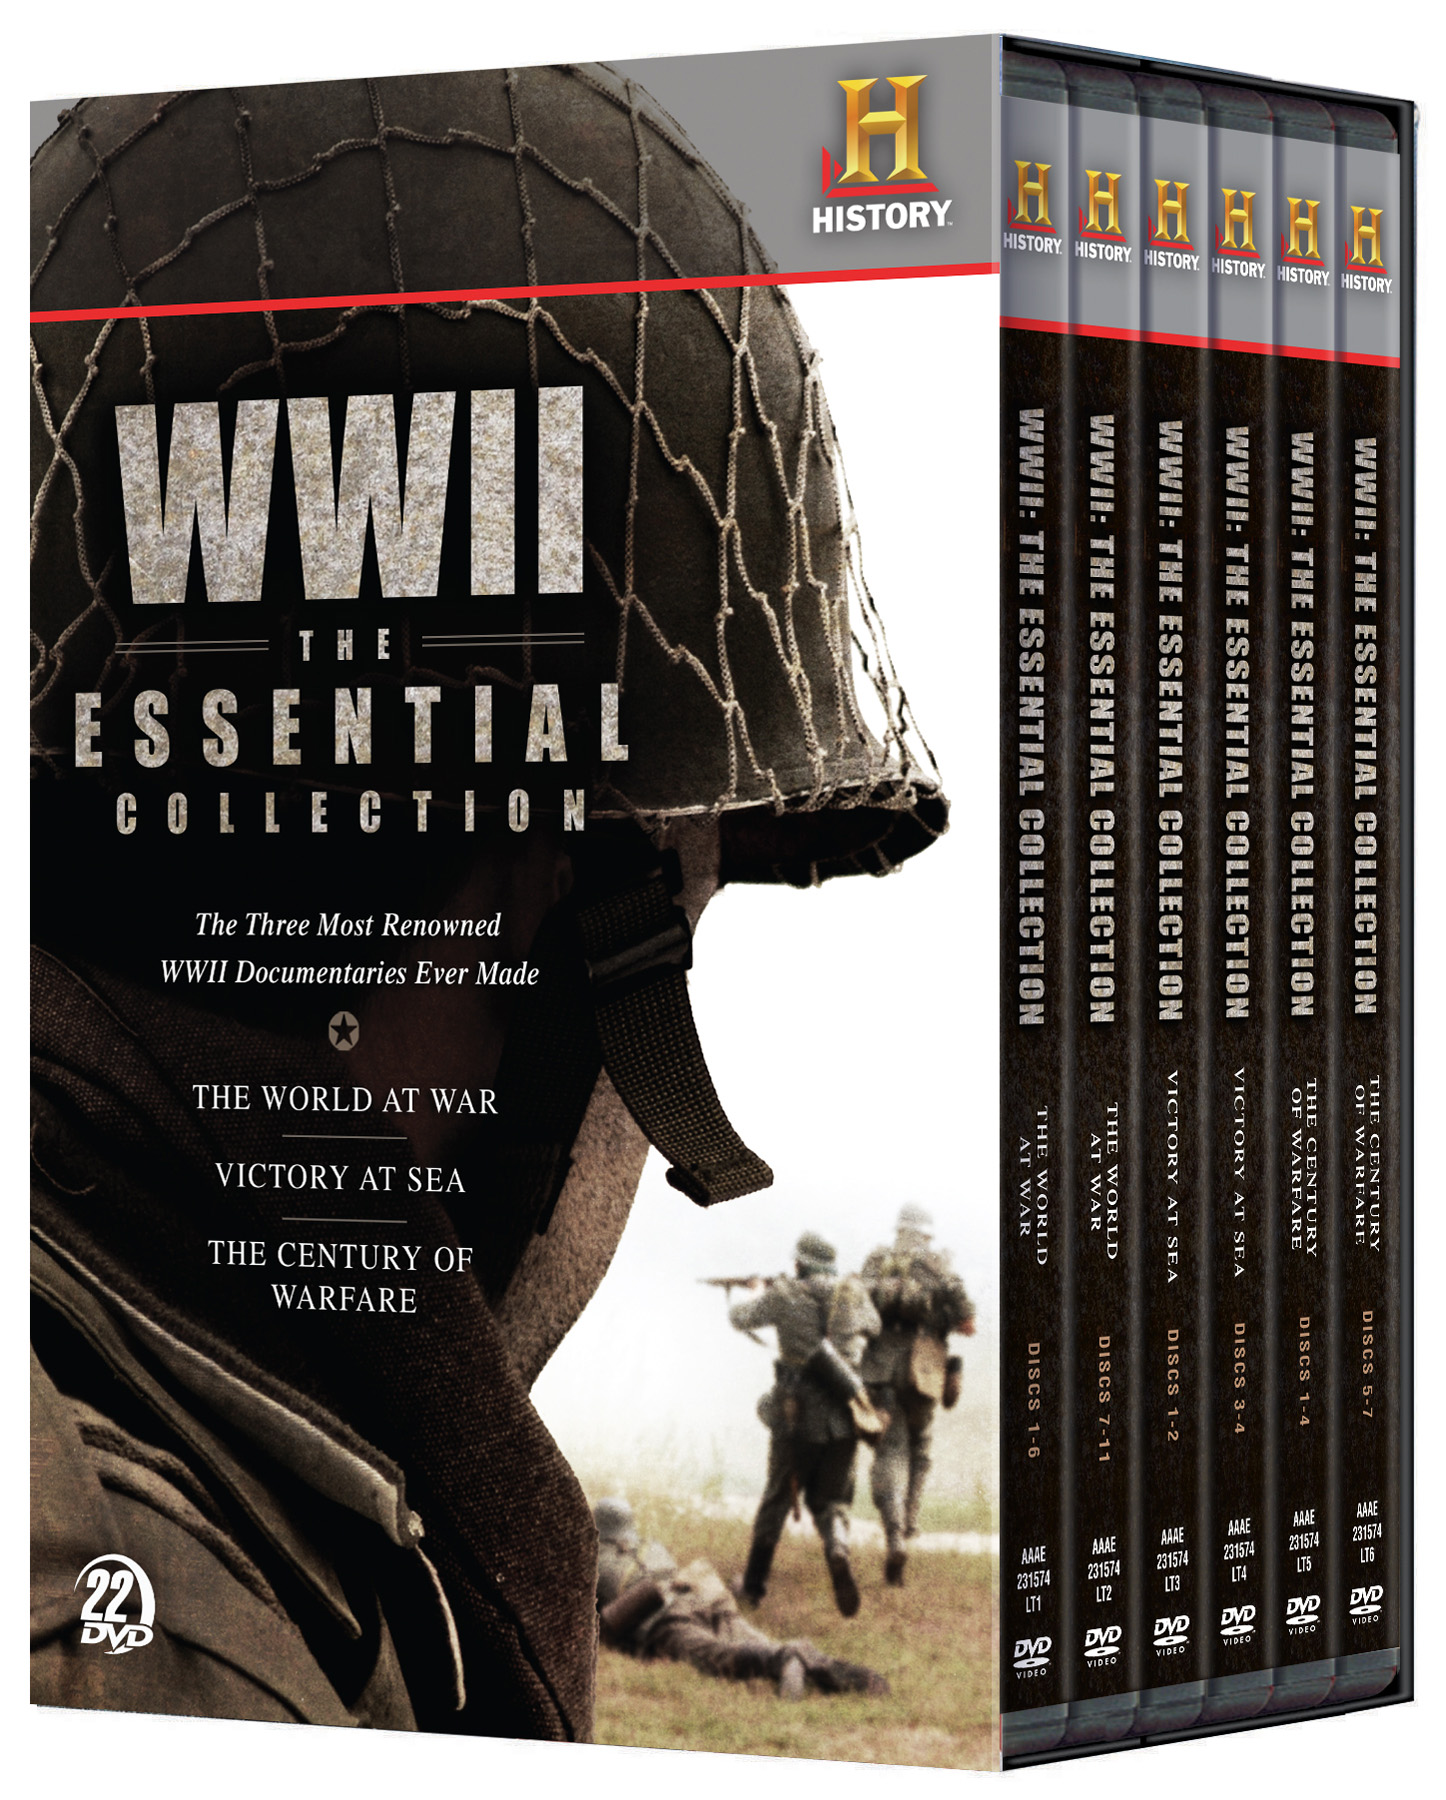 H
HISTORY
WWII
THE
ESSENTIAL
COLLECTION
The Three Most Renowned
WWII Documentaries Ever Made
THE WORLD AT WAR
VICTORY AT SEA
THE CENTURY OF
WARFARE
22
DVD
H
HISTORY.
WWII: THE ESSENTIAL COLLECTION
THE WORLD
AT WAR
DISCS 1-6
AAAE
231574
LT1
DVD
VIDEO
H
HISTORY.
WWII: THE ESSENTIAL COLLECTION
THE WORLD
AT WAR
DISCS 7-11
AAAE
231574
LT2
DVD
VIDEO
H
HISTORY.
WWII: THE ESSENTIAL COLLECTION
VICTORY AT SEA
DISCS 1-2
AAAE
231574
LT3
DVD
VIDEO
H
HISTORY.
WWII: THE ESSENTIAL COLLECTION
VICTORY AT SEA
DISCS 3-4
AAAE
231574
LT4
DVD
VIDEO
H
HISTORY.
WWII: THE ESSENTIAL COLLECTION
THE CENTURY
OF WARFARE
DISCS 1-4
AAAE
231574
LT5
DVD
VIDEO
H
HISTORY.
WWII: THE ESSENTIAL COLLECTION
THE CENTURY
OF WARFARE
DISCS 5-7
AAAE
231574
LT6
DVD
VIDEO